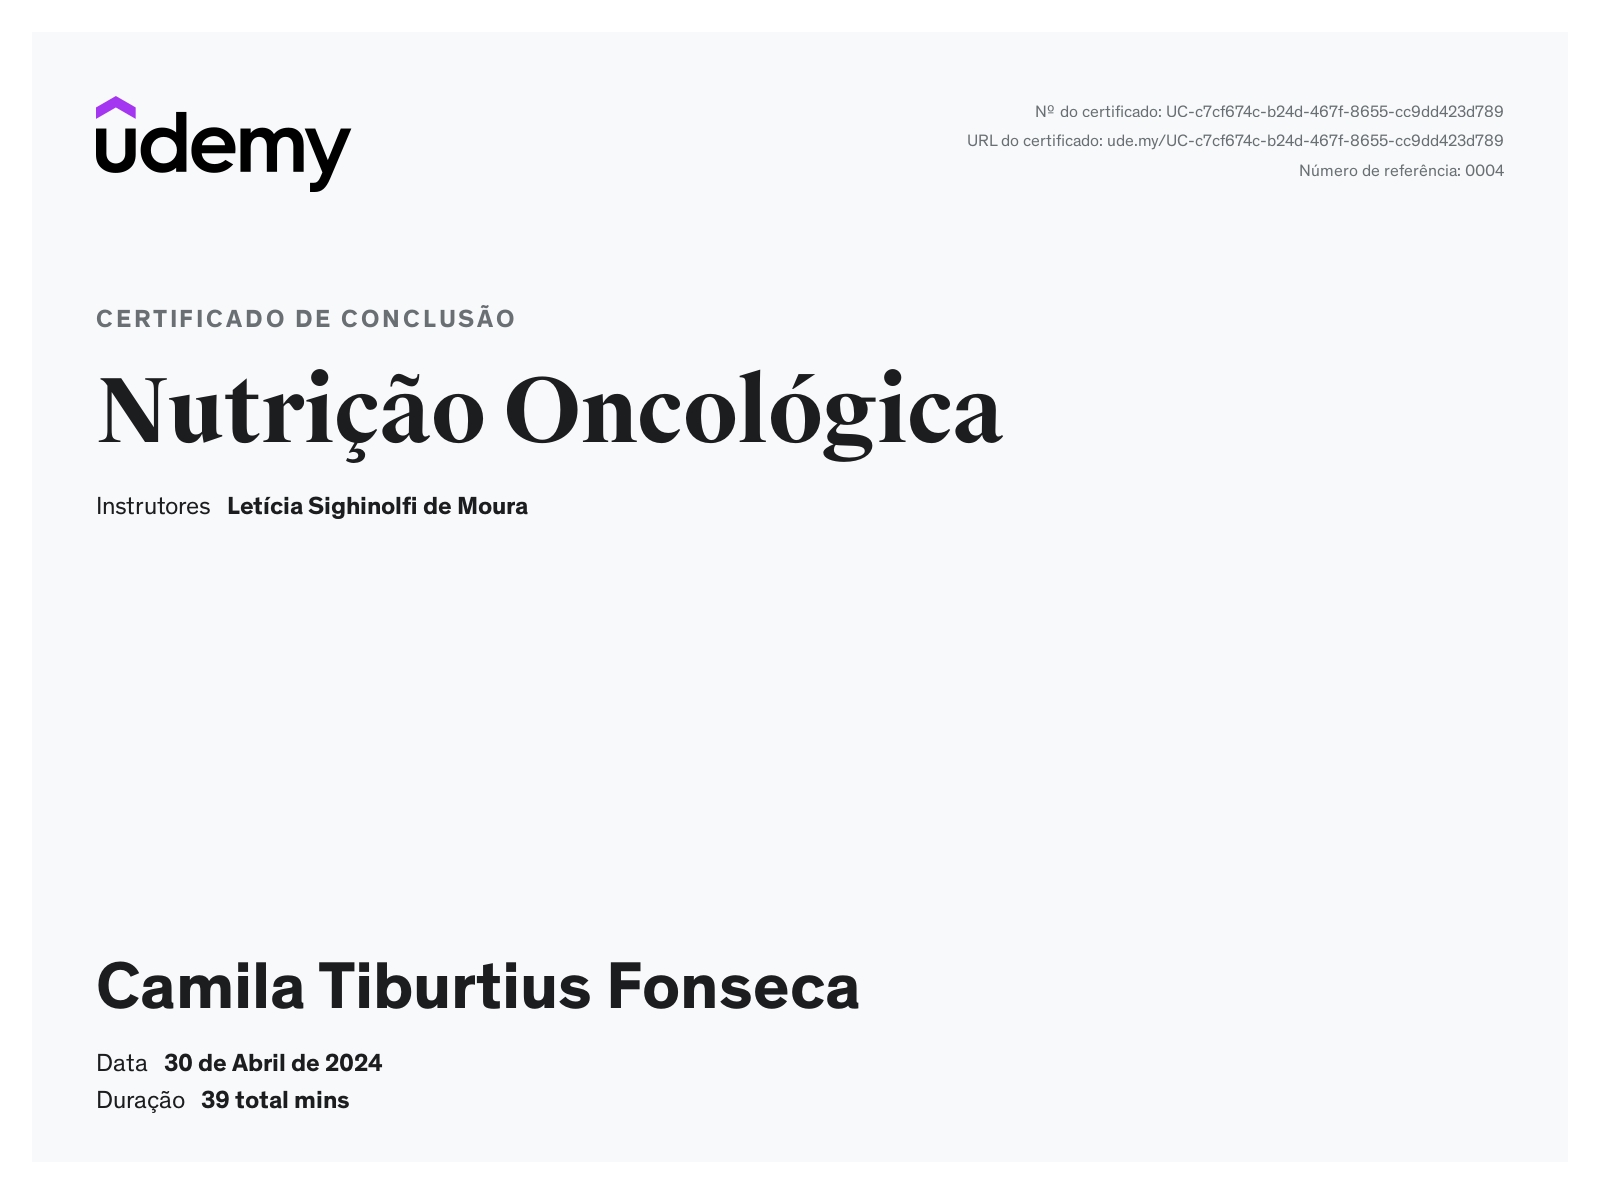 udemy
Nº do certificado: UC-c7cf674c-b24d-467f-8655-cc9dd423d789
URL do certificado: ude.my/UC-c7cf674c-b24d-467f-8655-cc9dd423d789
Número de referência: 0004
CERTIFICADO DE CONCLUSÃO
Nutrição Oncológica
Instrutores Letícia Sighinolfi de Moura
Camila Tiburtius Fonseca
Data 30 de Abril de 2024
Duração 39 total mins